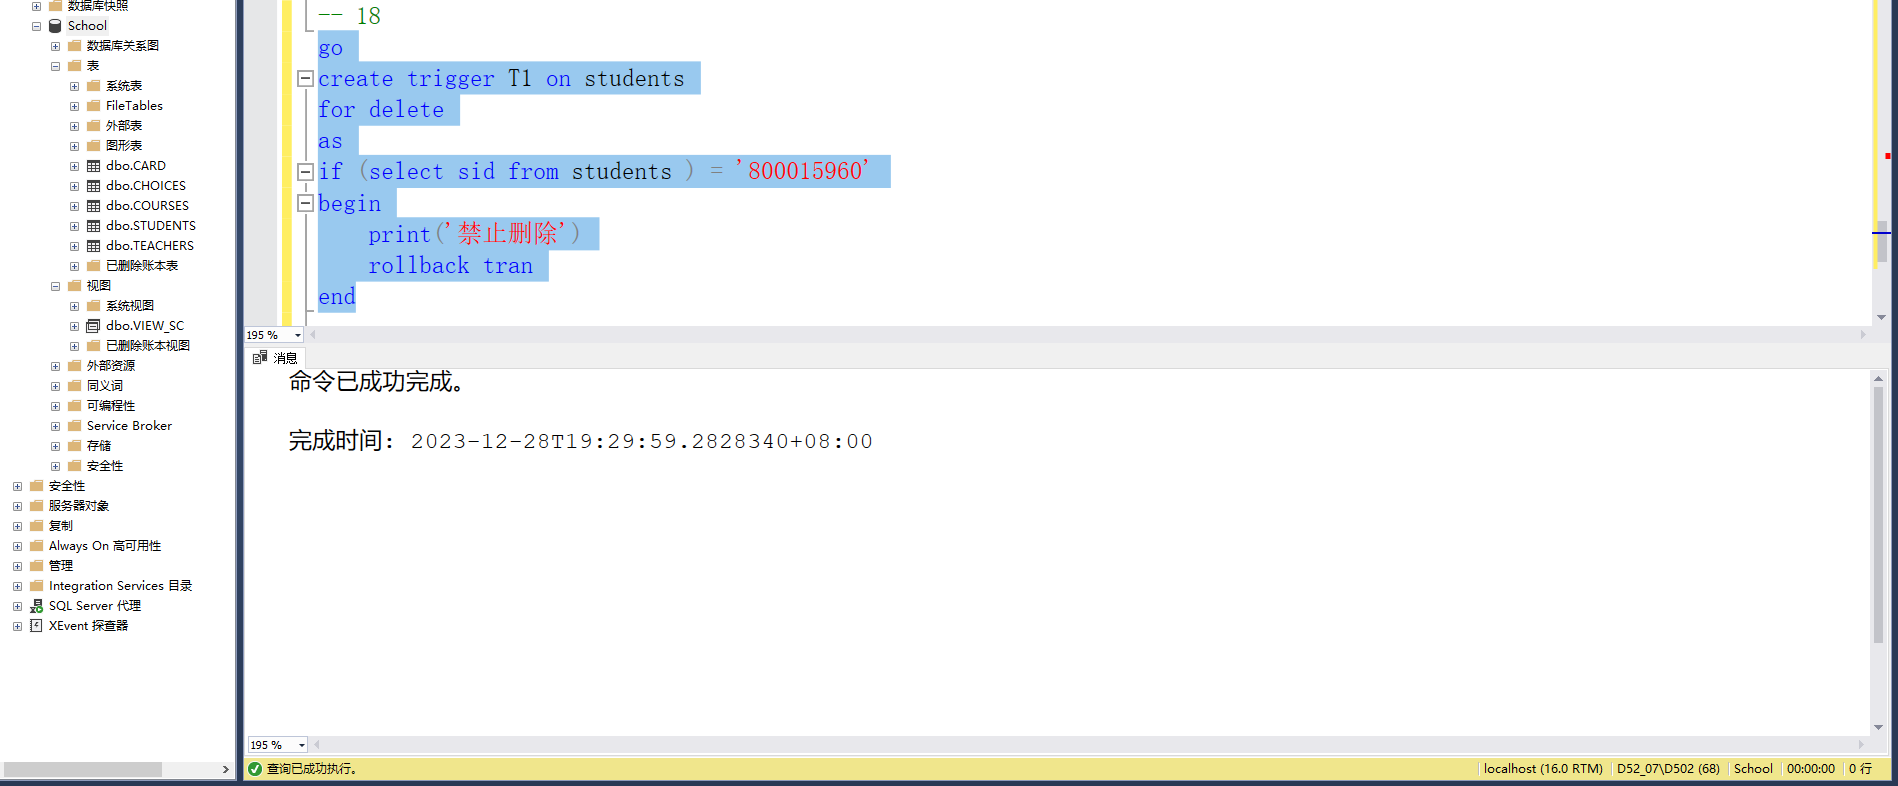 数据库快照
School
数据库关系图
表
系统表
FileTables
外部表
图形表
dbo.CARD
dbo.CHOICES
dbo.COURSES
dbo.STUDENTS
dbo.TEACHERS
已删除账本表
视图
系统视图
dbo.VIEW_SC
已删除账本视图
外部资源
同义词
可编程性
Service Broker
存储
安全性
安全性
服务器对象
复制
Always On 高可用性
管理
Integration Services 目录
SQL Server 代理
XEvent 探查器
-- 18
go
create trigger T1 on students
for delete
as
if (select sid from students ) = '800015960'
begin
print('禁止删除')
rollback tran
end
195 %
消息
命令已成功完成。
完成时间: 2023-12-28T19:29:59.2828340+08:00
195 %
查询已成功执行。
localhost (16.0 RTM)
D52_07\D502 (68)
School
00:00:00
0 行